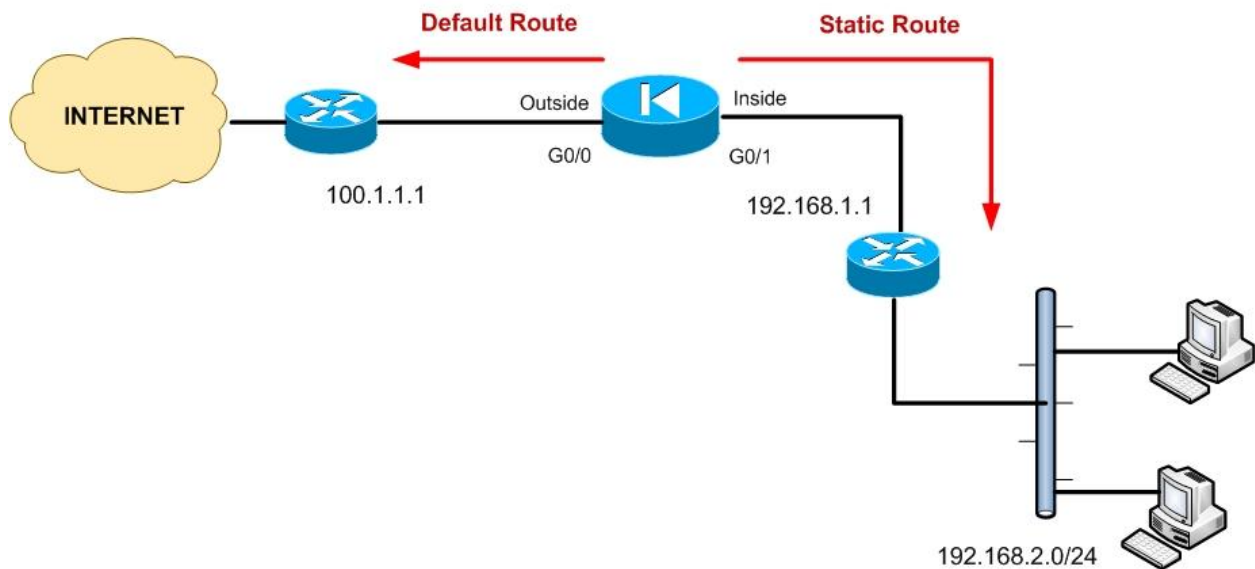 Default Route
Static Route
INTERNET
Outside
Inside
G0/0
G0/1
100.1.1.1
192.168.1.1
192.168.2.0/24